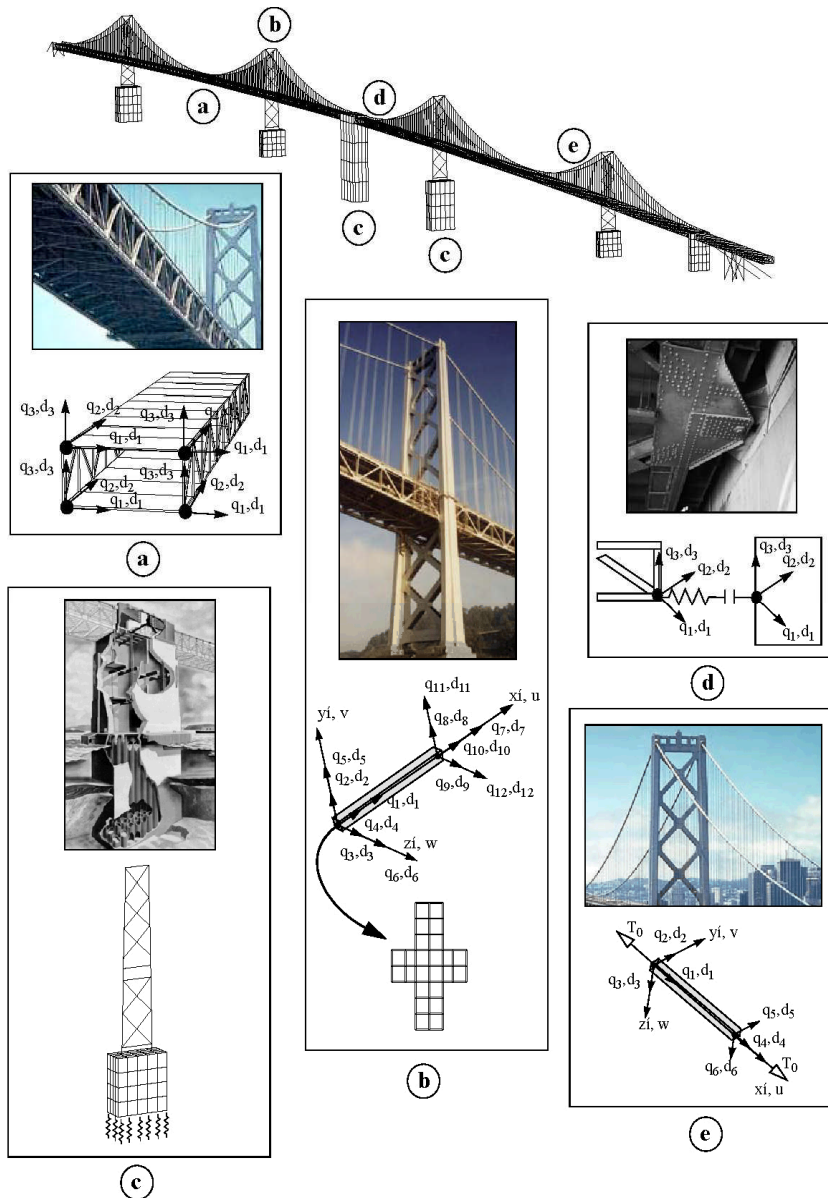 b
d
a
e
c
c
q3,d3
q2,d2
q3,d3
q2,d2
q1,d1
q1,d1
q3,d3
q3,d3
q2,d2
q2,d2
q1,d1
q1,d1
a
q11,d11
xí, u
yí, v
q8,d8
q7,d7
q5,d5
q10,d10
q2,d2
q9,d9
q12,d12
q1,d1
q4,d4
zí, w
q3,d3
q6,d6
b
q3,d3
q3,d3
q2,d2
q2,d2
q1,d1
q1,d1
d
c
T0
q2,d2
yí, v
q3,d3
q1,d1
zí, w
q5,d5
q4,d4
q6,d6
T0
xí, u
e